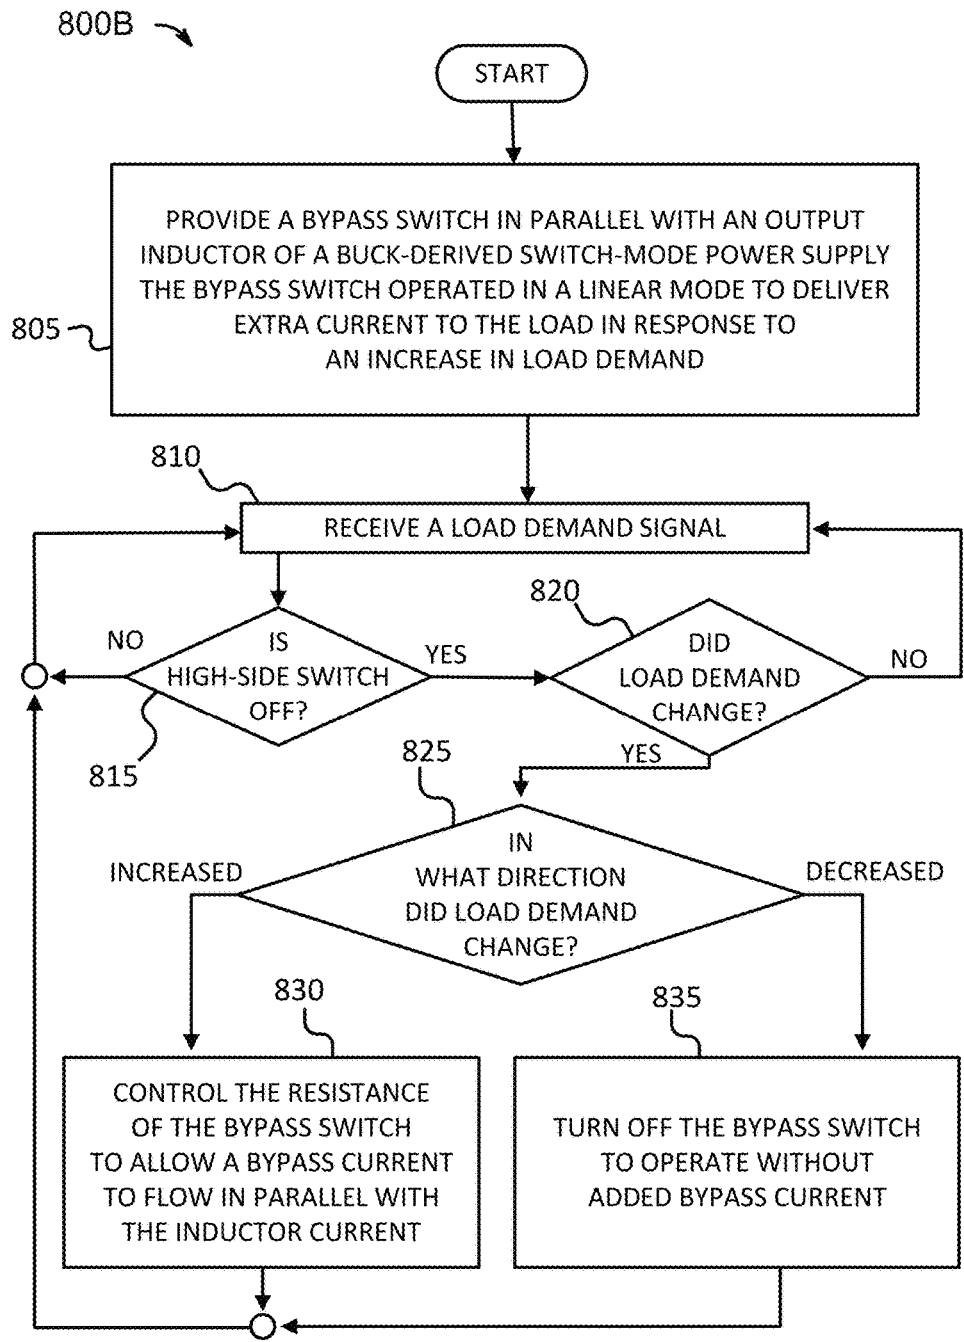 800B
START
PROVIDE A BYPASS SWITCH IN PARALLEL WITH AN OUTPUT
INDUCTOR OF A BUCK-DERIVED SWITCH-MODE POWER SUPPLY
THE BYPASS SWITCH OPERATED IN A LINEAR MODE TO DELIVER
EXTRA CURRENT TO THE LOAD IN RESPONSE TO
AN INCREASE IN LOAD DEMAND
805
810
RECEIVE A LOAD DEMAND SIGNAL
NO
IS
HIGH-SIDE SWITCH
OFF?
815
YES
820
DID
LOAD DEMAND
CHANGE?
NO
YES
825
IN
WHAT DIRECTION
DID LOAD DEMAND
CHANGE?
INCREASED
DECREASED
830
CONTROL THE RESISTANCE
OF THE BYPASS SWITCH
TO ALLOW A BYPASS CURRENT
TO FLOW IN PARALLEL WITH
THE INDUCTOR CURRENT
835
TURN OFF THE BYPASS SWITCH
TO OPERATE WITHOUT
ADDED BYPASS CURRENT